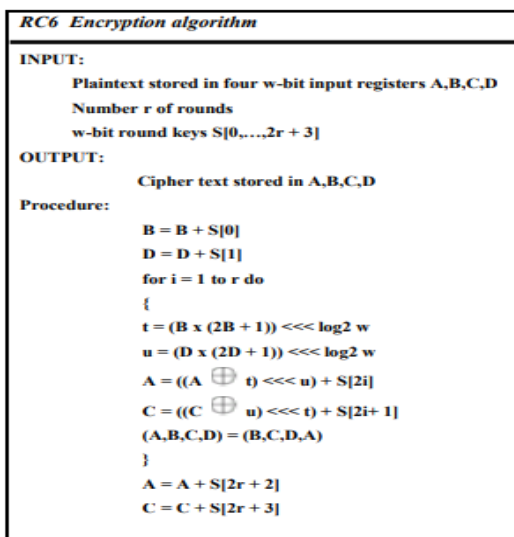 RC6 Encryption algorithm
INPUT:
Plaintext stored in four w-bit input registers A,B,C,D
Number r of rounds
w-bit round keys S[0,...,2r + 3]
OUTPUT:
Cipher text stored in A,B,C,D
Procedure:
B = B + S[0]
D = D + S[1]
for i = 1 to r do
{
t = (B x (2B + 1)) <<< log2 w
u = (D x (2D + 1)) <<< log2 w
A = ((A ⊕ t) <<< u) + S[2i]
C = ((C ⊕ u) <<< t) + S[2i+ 1]
(A,B,C,D) = (B,C,D,A)
}
A = A + S[2r + 2]
C = C + S[2r + 3]